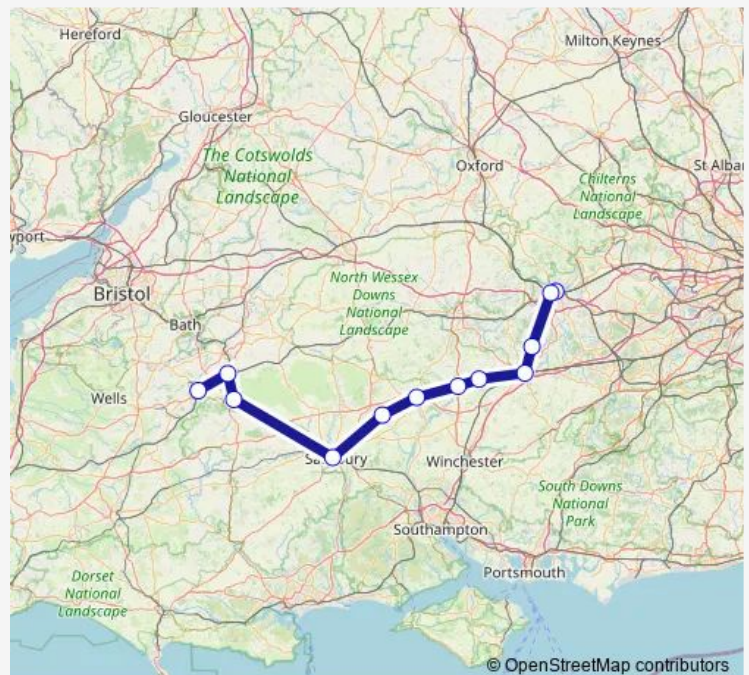 Hereford
Milton Keynes
Gloucester
The Cotswolds
National
Landscape
Oxford
St Alba
Chilterns
National
Landscape
wport
North Wessex
Downs
National
Landscape
Bristol
Bath
Wells
Winchester
South Downs
National
Park
Southampton
Portsmouth
Dorset
National
Landscape
© OpenStreetMap contributors